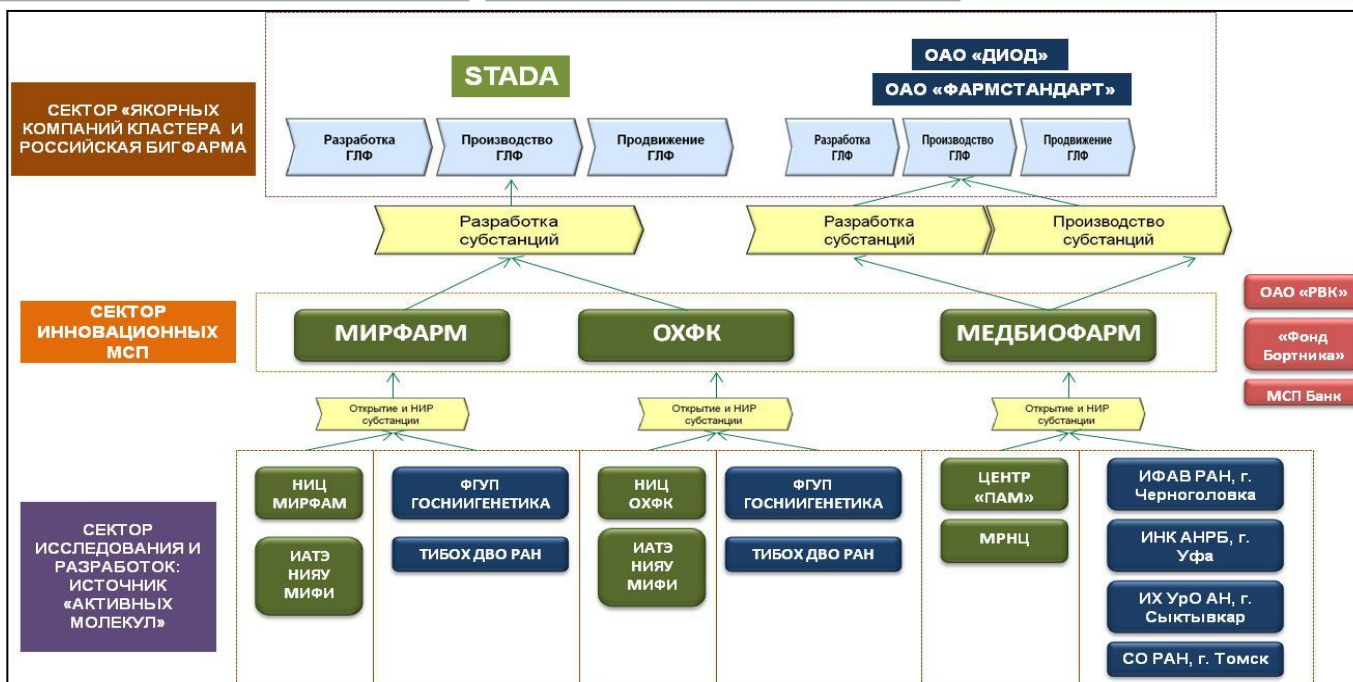 STADA
ОАО «ДИОД»
ОАО «ФАРМСТАНДАРТ»
СЕКТОР «ЯКОРНЫХ
КОМПАНИЙ КЛАСТЕРА И
РОССИЙСКАЯ БИГФАРМА
Разработка
ГЛФ
Производство
ГЛФ
Продвижение
ГЛФ
Разработка
ГЛФ
Производство
ГЛФ
Продвижение
ГЛФ
Разработка
субстанций
Разработка
субстанций
Производство
субстанций
СЕКТОР
ИННОВАЦИОННЫХ
МСП
МИРФАРМ
ОХФК
МЕДБИОФАРМ
ОАО «РВК»
«Фонд
Бортника»
МСП Банк
Открытие и НИР
субстанции
Открытие и НИР
субстанции
Открытие и НИР
субстанции
СЕКТОР
ИССЛЕДОВАНИЯ И
РАЗРАБОТОК:
ИСТОЧНИК
«АКТИВНЫХ
МОЛЕКУЛ»
НИЦ
МИРФАМ
ИАТЭ
НИЯУ
МИФИ
ФГУП
ГОСНИИГЕНЕТИКА
ТИБОХ ДВО РАН
НИЦ
ОХФК
ИАТЭ
НИЯУ
МИФИ
ФГУП
ГОСНИИГЕНЕТИКА
ТИБОХ ДВО РАН
ЦЕНТР
«ПАМ»
МРНЦ
ИФАВ РАН, г.
Черноголовка
ИНК АНРБ, г.
Уфа
ИХ УрО АН, г.
Сыктывкар
СО РАН, г. Томск